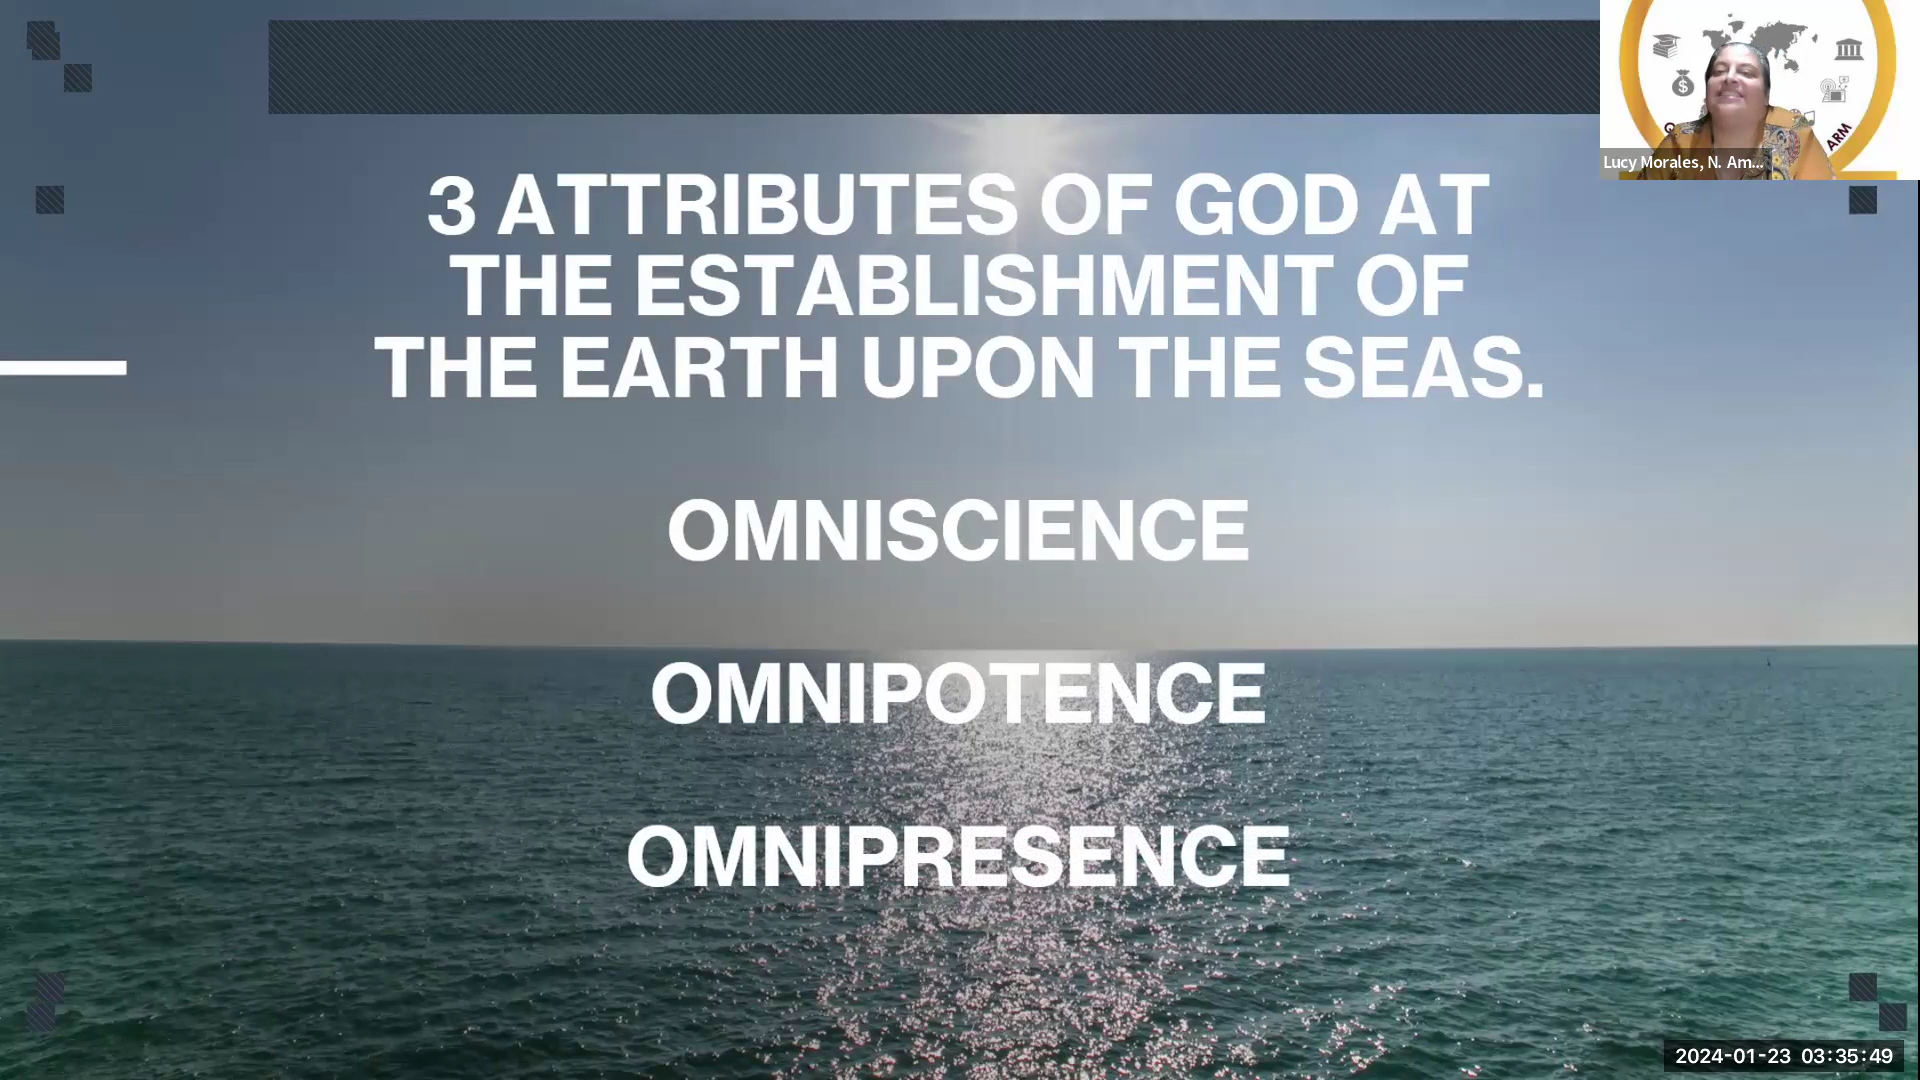 3 ATTRIBUTES OF GOD AT
THE ESTABLISHMENT OF
THE EARTH UPON THE SEAS.
OMNISCIENCE
OMNIPOTENCE
OMNIPRESENCE
$
ARM
Lucy Morales, N. Am...
2024-01-23 03:35:49